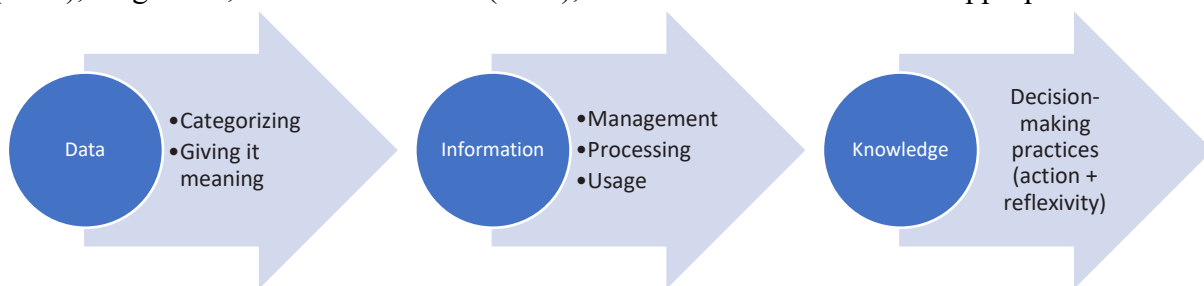 Data
•Categorizing
•Giving it
meaning
Information
•Management
•Processing
•Usage
Knowledge
Decision-
making
practices
(action +
reflexivity)